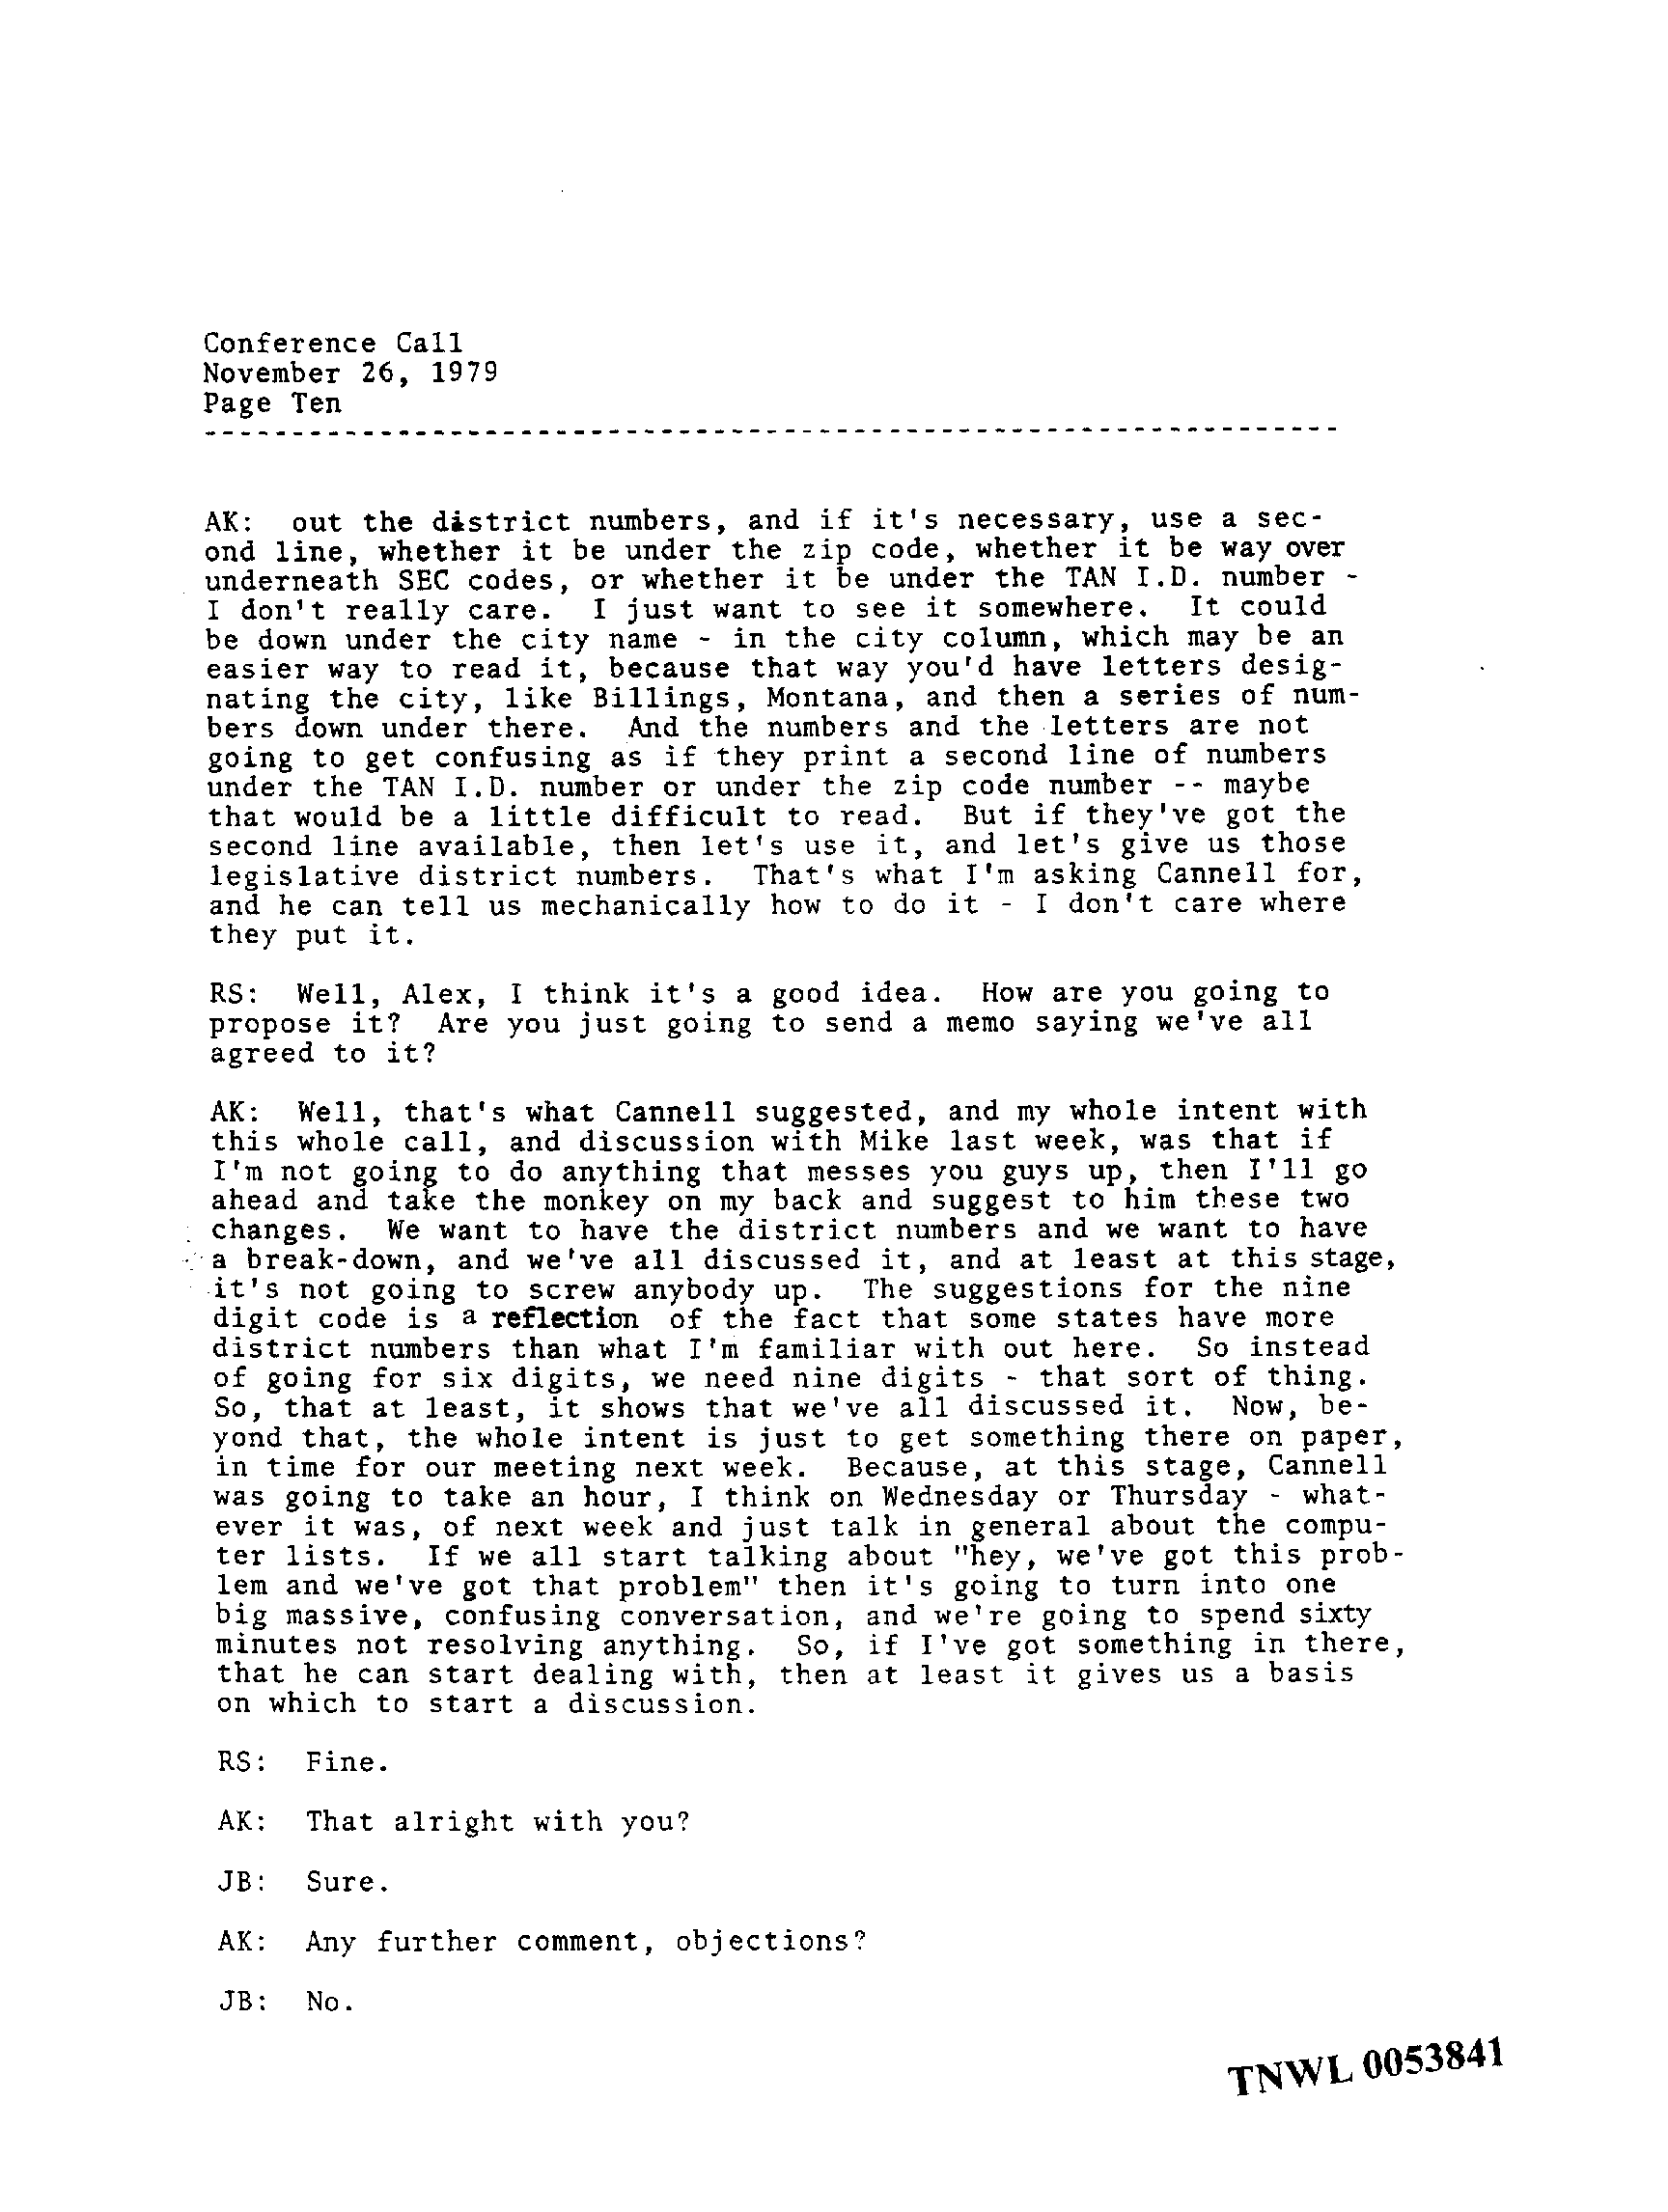 Conference Call
November 26, 1979
Page Ten
-----------------------------------------------------------------
AK:  out the district numbers, and if it's necessary, use a sec-
ond line, whether it be under the zip code, whether it be way over
underneath SEC codes, or whether it be under the TAN I.D. number -
I don't really care.  I just want to see it somewhere.  It could
be down under the city name - in the city column, which may be an
easier way to read it, because that way you'd have letters desig-
nating the city, like Billings, Montana, and then a series of num-
bers down under there.  And the numbers and the letters are not
going to get confusing as if they print a second line of numbers
under the TAN I.D. number or under the zip code number -- maybe
that would be a little difficult to read.  But if they've got the
second line available, then let's use it, and let's give us those
legislative district numbers.  That's what I'm asking Cannell for,
and he can tell us mechanically how to do it - I don't care where
they put it.
RS:  Well, Alex, I think it's a good idea.  How are you going to
propose it?  Are you just going to send a memo saying we've all
agreed to it?
AK:  Well, that's what Cannell suggested, and my whole intent with
this whole call, and discussion with Mike last week, was that if
I'm not going to do anything that messes you guys up, then I'll go
ahead and take the monkey on my back and suggest to him these two
changes.  We want to have the district numbers and we want to have
a break-down, and we've all discussed it, and at least at this stage,
it's not going to screw anybody up.  The suggestions for the nine
digit code is a reflection of the fact that some states have more
district numbers than what I'm familiar with out here.  So instead
of going for six digits, we need nine digits - that sort of thing.
So, that at least, it shows that we've all discussed it.  Now, be-
yond that, the whole intent is just to get something there on paper,
in time for our meeting next week.  Because, at this stage, Cannell
was going to take an hour, I think on Wednesday or Thursday - what-
ever it was, of next week and just talk in general about the compu-
ter lists.  If we all start talking about "hey, we've got this prob-
lem and we've got that problem" then it's going to turn into one
big massive, confusing conversation, and we're going to spend sixty
minutes not resolving anything.  So, if I've got something in there,
that he can start dealing with, then at least it gives us a basis
on which to start a discussion.
RS:  Fine.
AK:  That alright with you?
JB:  Sure.
AK:  Any further comment, objections?
JB:  No.
TNWL 0053841